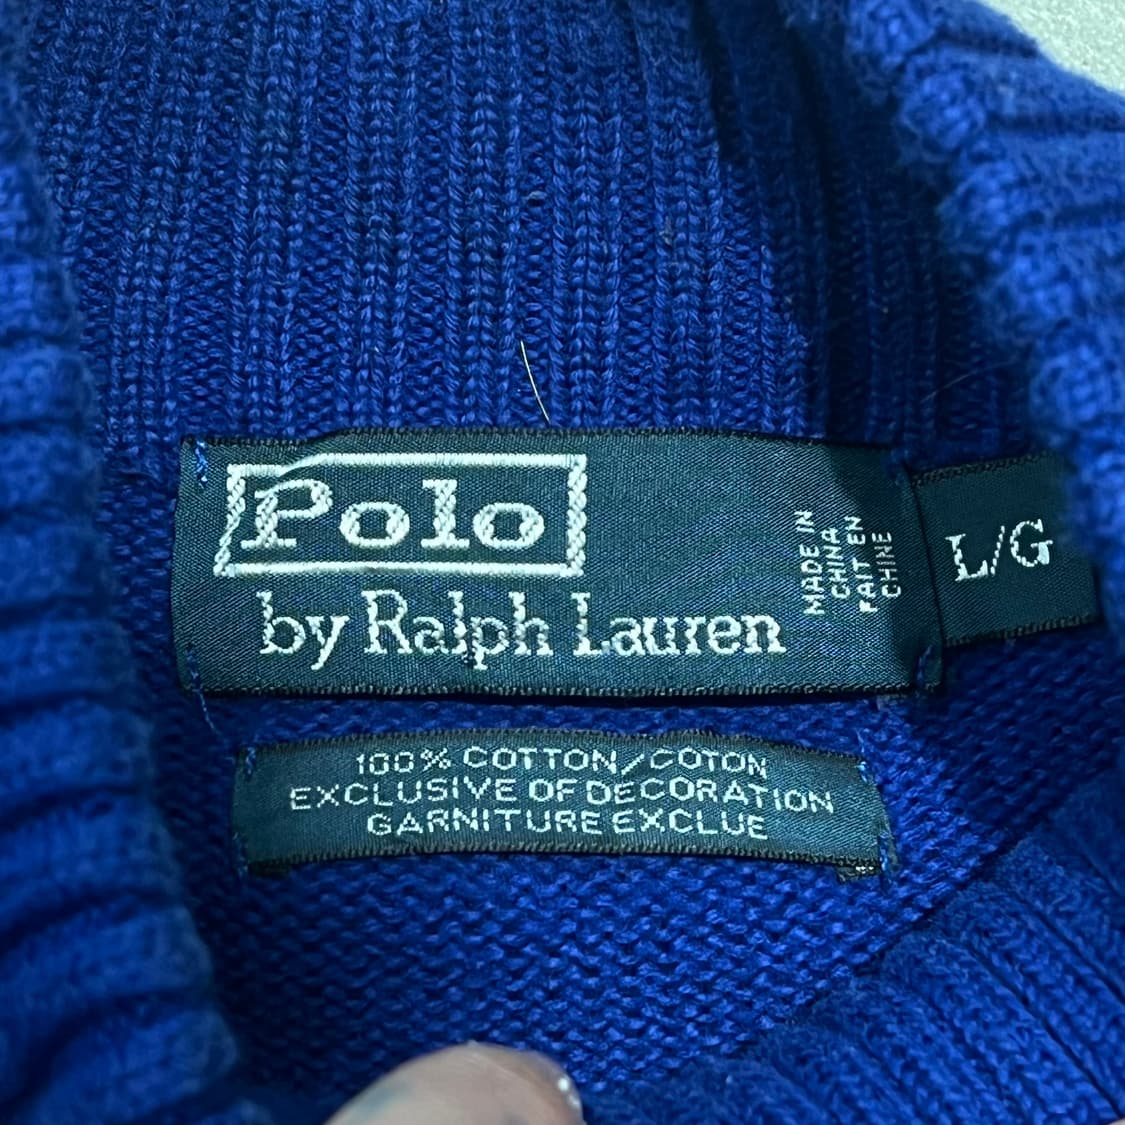 Polo
by Ralph Lauren
MADE IN
CHINA
FAIT EN
CHINE
L/G
100% COTTON/COTON
EXCLUSIVE OF DECORATION
GARNITURE EXCLUE